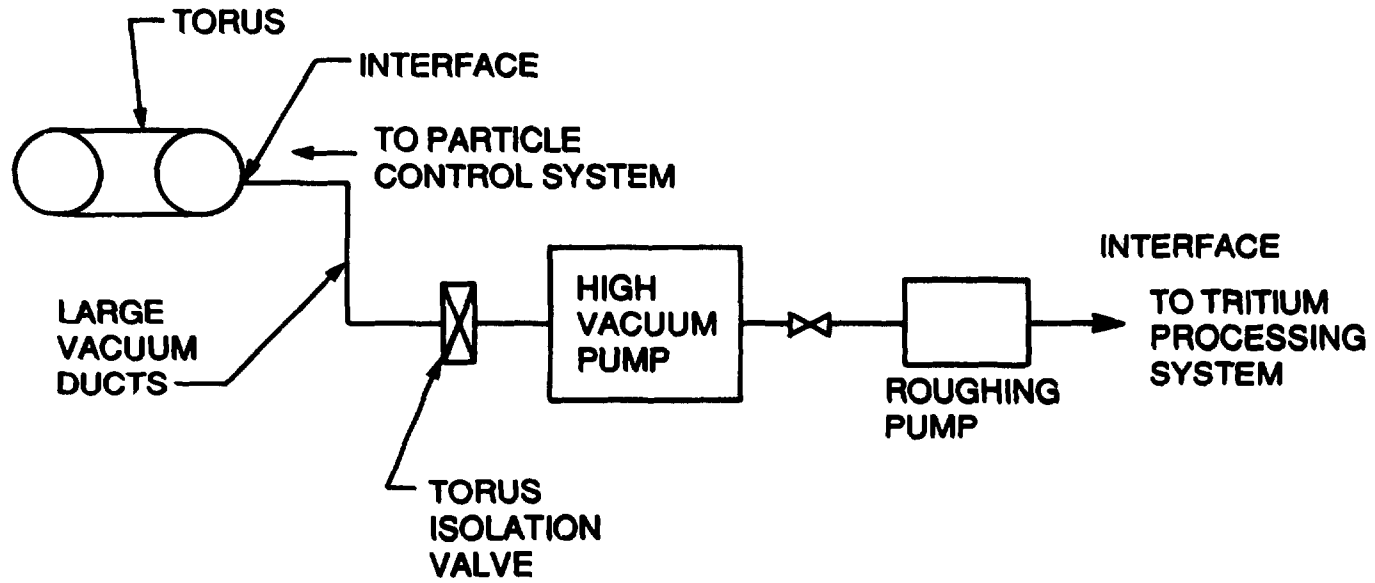 TORUS
INTERFACE
TO PARTICLE
CONTROL SYSTEM
LARGE
VACUUM
DUCTS
TORUS
ISOLATION
VALVE
HIGH
VACUUM
PUMP
ROUGHING
PUMP
INTERFACE
TO TRITIUM
PROCESSING
SYSTEM